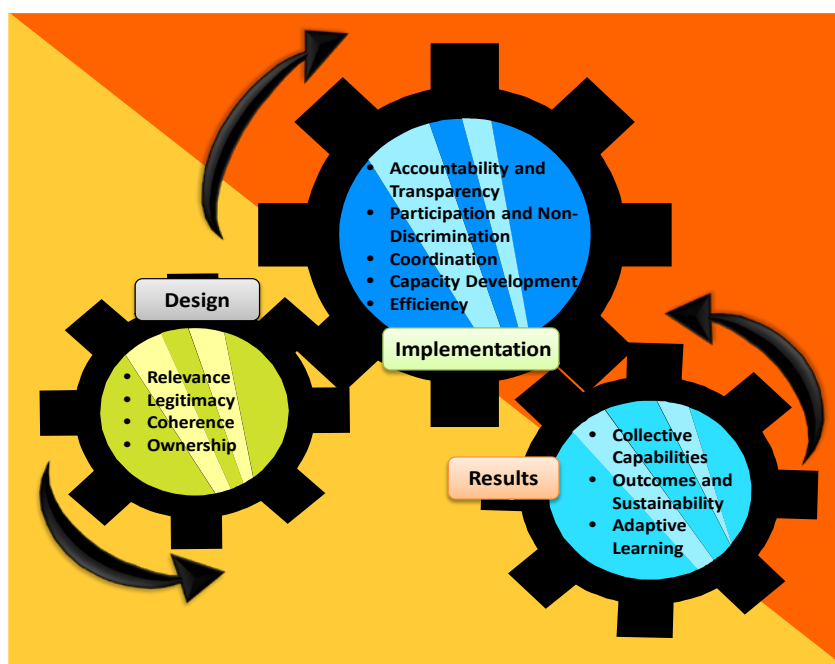 • Accountability and
Transparency
• Participation and Non-
Discrimination
• Coordination
• Capacity Development
• Efficiency
Implementation
Design
• Relevance
• Legitimacy
• Coherence
• Ownership
Results
• Collective
Capabilities
• Outcomes and
Sustainability
• Adaptive
Learning